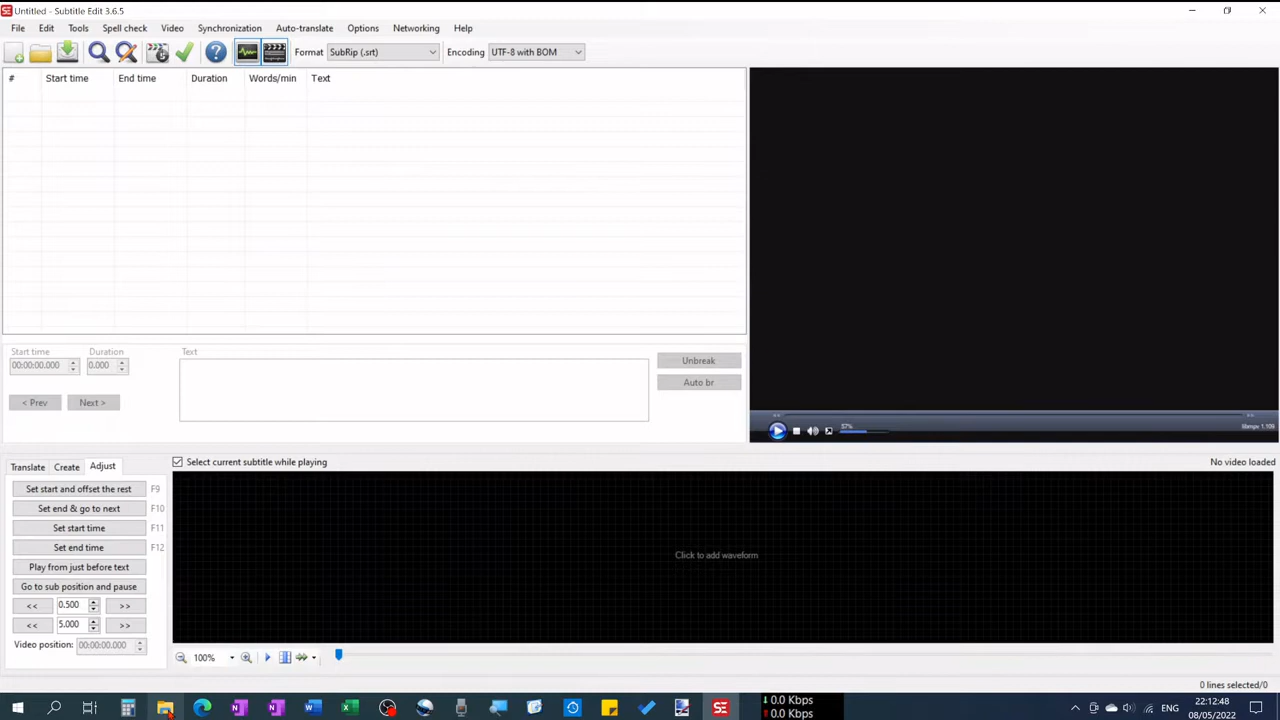 SE Untitled - Subtitle Edit 3.6.5
File Edit Tools Spell check Video Synchronization Auto-translate Options Networking Help
Format SubRip (.srt) Encoding UTF-8 with BOM
# Start time End time Duration Words/min Text
Start time Duration Text
00:00:00.000 0.000
Unbreak
Auto br
< Prev Next >
57%
libmpv 1.109
Translate Create Adjust
Select current subtitle while playing
No video loaded
Set start and offset the rest F9
Set end & go to next F10
Set start time F11
Set end time F12
Play from just before text
Go to sub position and pause
<< 0.500 >>
<< 5.000 >>
Video position: 00:00:00.000
Click to add waveform
100%
0 lines selected/0
SE
0.0 Kbps
0.0 Kbps
ENG
22:12:48
08/05/2022